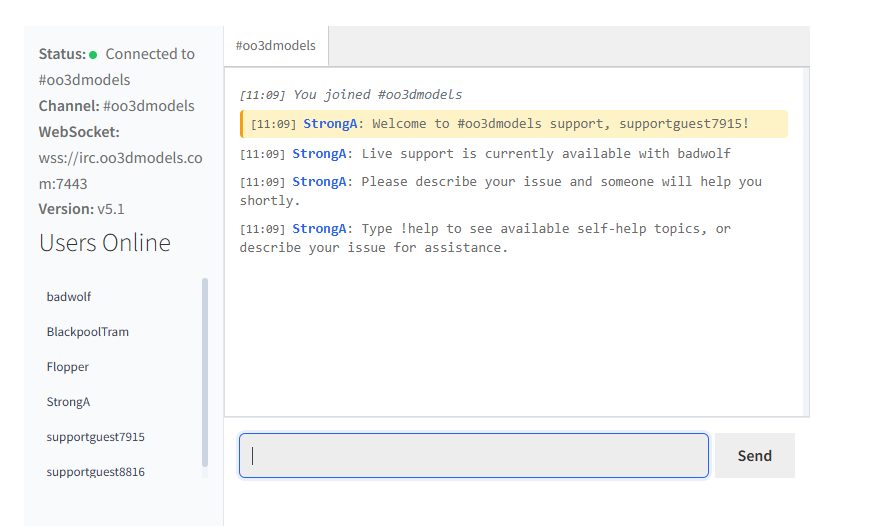 Status: Connected to
#oo3dmodels
Channel: #oo3dmodels
WebSocket:
wss://irc.oo3dmodels.co
m:7443
Version: v5.1
Users Online
badwolf
BlackpoolTram
Flopper
StrongA
supportguest7915
supportguest8816
#oo3dmodels
[11:09] You joined #oo3dmodels
[11:09] StrongA: Welcome to #oo3dmodels support, supportguest7915!
[11:09] StrongA: Live support is currently available with badwolf
[11:09] StrongA: Please describe your issue and someone will help you
shortly.
[11:09] StrongA: Type !help to see available self-help topics, or
describe your issue for assistance.
Send